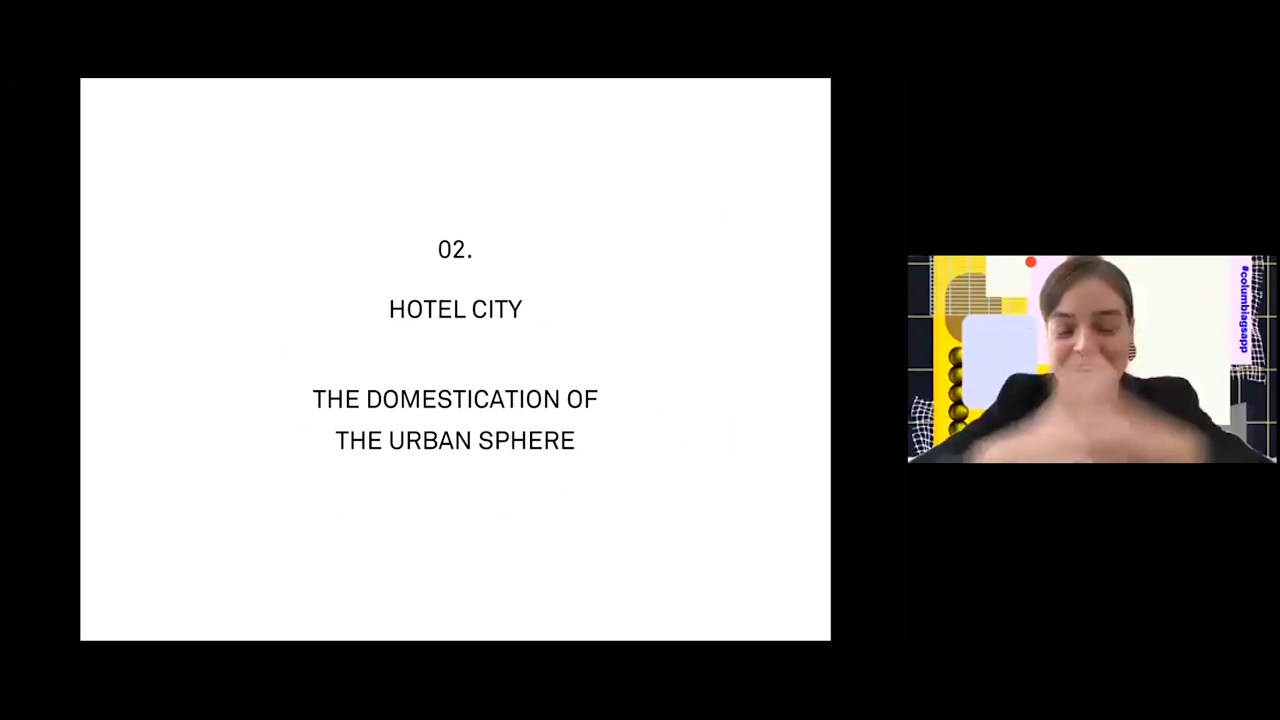 02.
HOTEL CITY
THE DOMESTICATION OF
THE URBAN SPHERE
#columbiagsapp